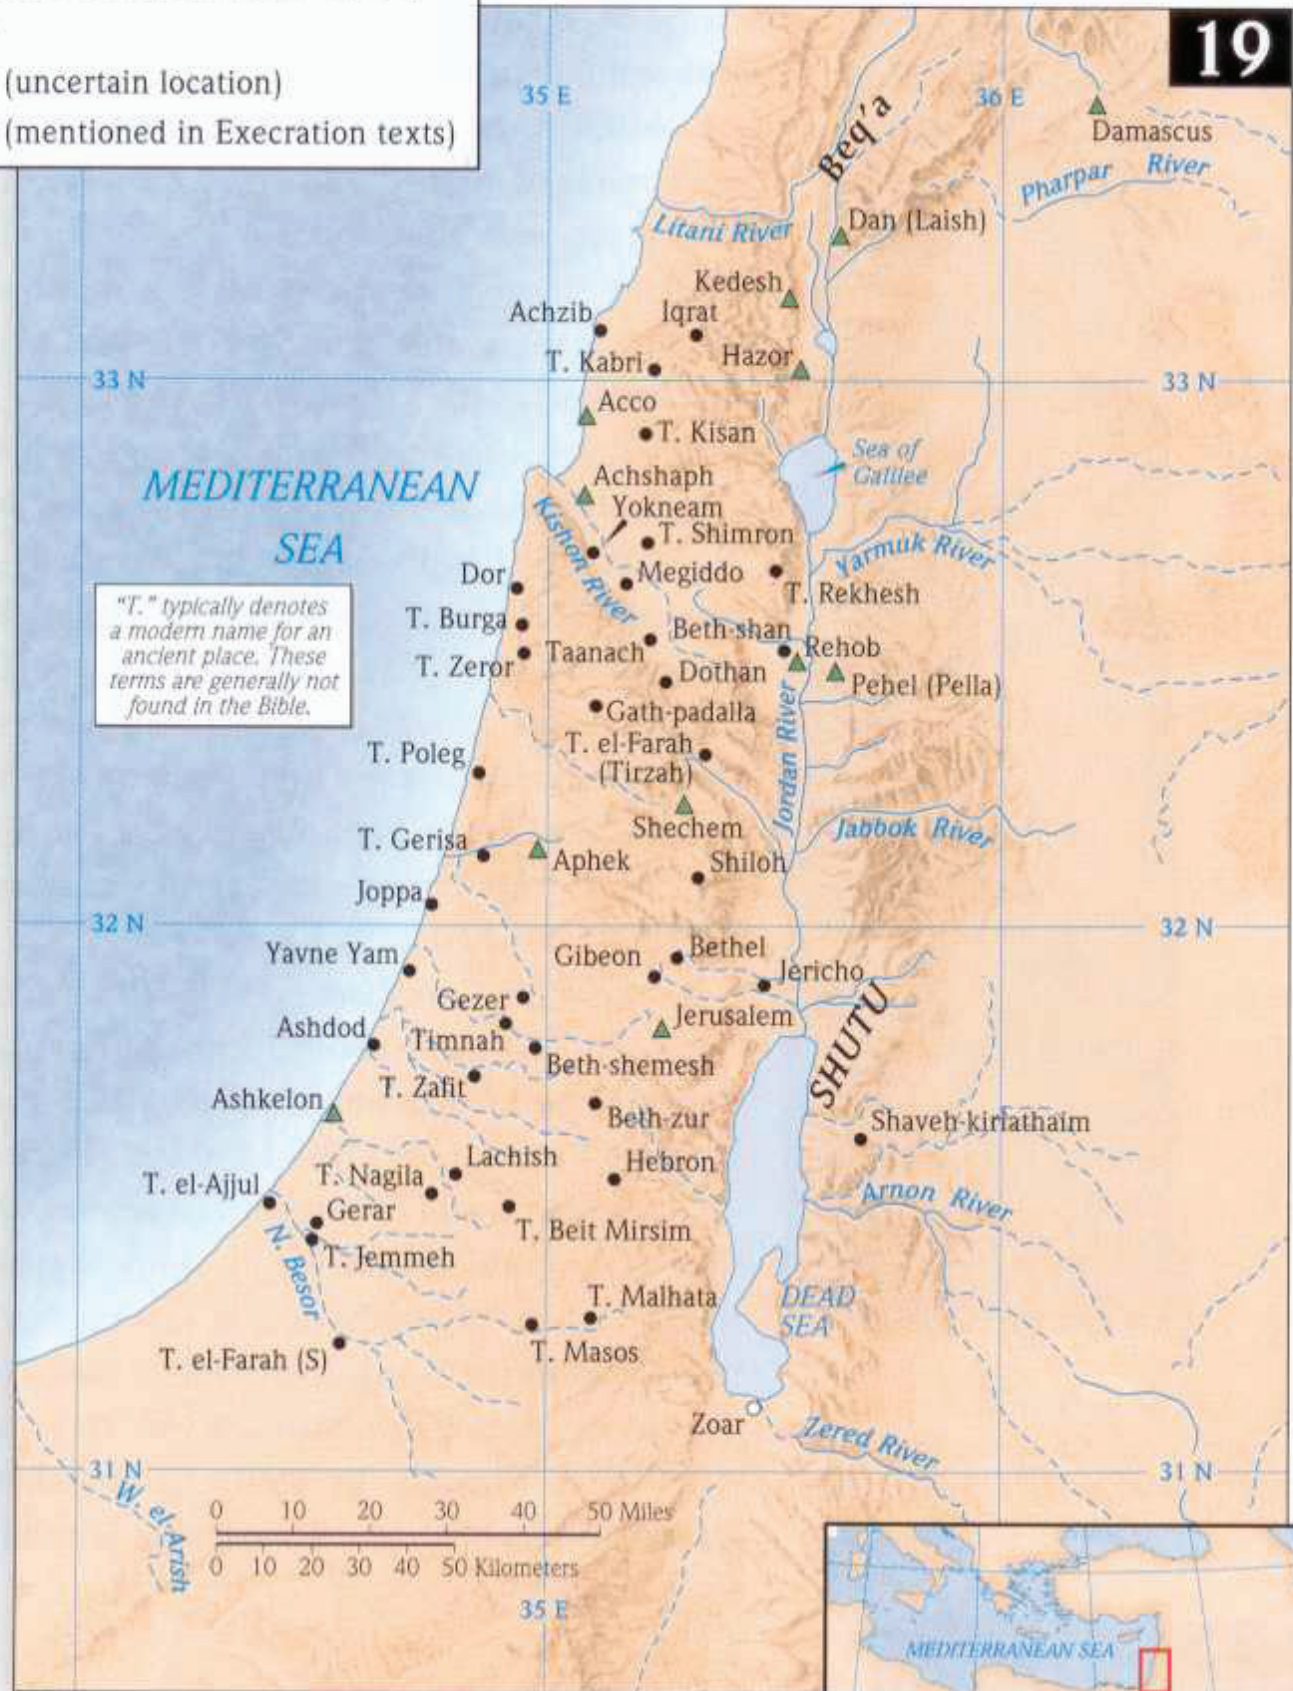 19
(uncertain location)
(mentioned in Execration texts)
35 E
36 E
Beq'a
Damascus
Pharpar River
Litani River
Dan (Laish)
Kedesh
Achzib
Iqrat
T. Kabri
Hazor
33 N
33 N
Acco
T. Kisan
Sea of
Galilee
MEDITERRANEAN
SEA
Achshaph
Yokneam
Kishon River
T. Shimron
Yarmuk River
Dor
Megiddo
T. Rekhesh
"T." typically denotes
a modern name for an
ancient place. These
terms are generally not
found in the Bible.
T. Burga
Beth-shan
Rehob
T. Zeror
Taanach
Dothan
Pehel (Pella)
Gath-padalla
Jordan River
T. Poleg
T. el-Farah
(Tirzah)
Shechem
Jabbok River
T. Gerisa
Aphek
Shiloh
Joppa
32 N
32 N
Yavne Yam
Gibeon
Bethel
Jericho
Gezer
Jerusalem
SHUTU
Ashdod
Timnah
Beth-shemesh
T. Zafit
Ashkelon
Beth-zur
Shaveh-kiriathaim
Lachish
Hebron
T. Nagila
T. el-Ajjul
Arnon River
Gerar
T. Beit Mirsim
N. Besor
T. Jemmeh
T. Malhata
DEAD
SEA
T. el-Farah (S)
T. Masos
Zoar
Zered River
31 N
31 N
W. el-Arish
0 10 20 30 40 50 Miles
0 10 20 30 40 50 Kilometers
35 E
MEDITERRANEAN SEA